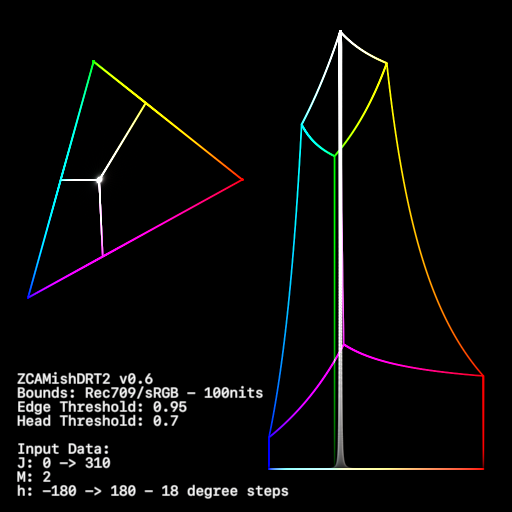 ZCAMishDRT2 v0.6
Bounds: Rec709/sRGB - 100nits
Edge Threshold: 0.95
Head Threshold: 0.7
Input Data:
J: 0 -> 310
M: 2
h: -180 -> 180 - 18 degree steps